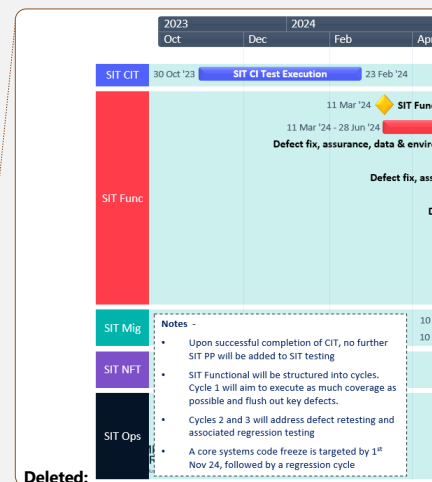 2023 2024
Oct Dec Feb
SIT CIT 30 Oct '23 SIT CI Test Execution 23 Feb '24
11 Mar '24 SIT Func
11 Mar '24 - 28 Jun '24
Defect fix, assurance, data &
Defect fix,
SIT Func
SIT Mig
10
10
SIT NFT
SIT Ops
Notes -
• Upon successful completion of CIT, no further
SIT PP will be added to SIT testing
• SIT Functional will be structured into cycles.
Cycle 1 will aim to execute as much coverage as
possible and flush out key defects.
• Cycles 2 and 3 will address defect retesting and
associated regression testing
• A core systems code freeze is targeted by 1st
Nov 24, followed by a regression cycle
Deleted: